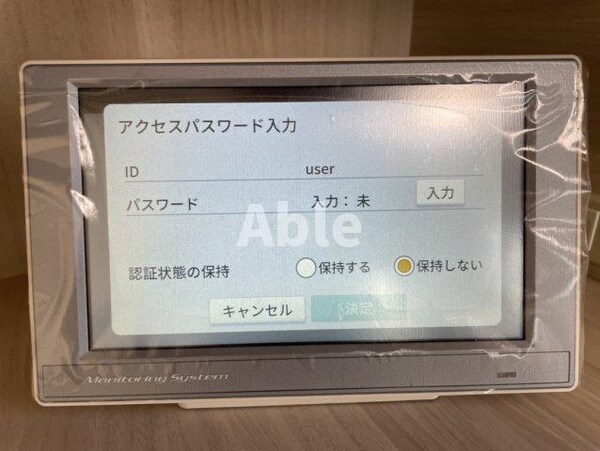 アクセスパスワード入力
ID user
パスワード 入力：未 入力
Able
認証状態の保持 保持する 保持しない
キャンセル 決定
Monitoring System